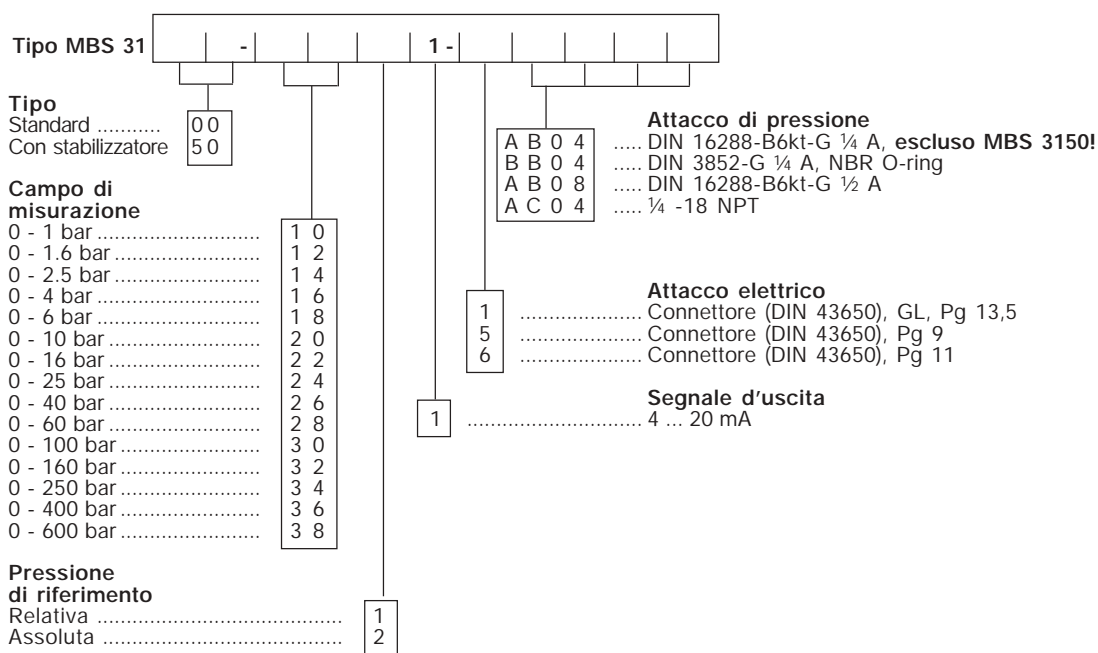 Tipo MBS 31 - 1 -
Tipo
Standard ........... 0 0
Con stabilizzatore 5 0
Attacco di pressione
A B 0 4 ..... DIN 16288-B6kt-G ¼ A, escluso MBS 3150!
B B 0 4 ..... DIN 3852-G ¼ A, NBR O-ring
A B 0 8 ..... DIN 16288-B6kt-G ½ A
A C 0 4 ..... ¼ -18 NPT
Campo di
misurazione
0 - 1 bar ............................ 1 0
0 - 1.6 bar ......................... 1 2
0 - 2.5 bar ......................... 1 4
0 - 4 bar ............................ 1 6
0 - 6 bar ............................ 1 8
0 - 10 bar .......................... 2 0
0 - 16 bar .......................... 2 2
0 - 25 bar .......................... 2 4
0 - 40 bar .......................... 2 6
0 - 60 bar .......................... 2 8
0 - 100 bar ........................ 3 0
0 - 160 bar ........................ 3 2
0 - 250 bar ........................ 3 4
0 - 400 bar ........................ 3 6
0 - 600 bar ........................ 3 8
Attacco elettrico
1 ..................... Connettore (DIN 43650), GL, Pg 13,5
5 ..................... Connettore (DIN 43650), Pg 9
6 ..................... Connettore (DIN 43650), Pg 11
Segnale d'uscita
1 .............................. 4 ... 20 mA
Pressione
di riferimento
Relativa .......................................... 1
Assoluta ......................................... 2